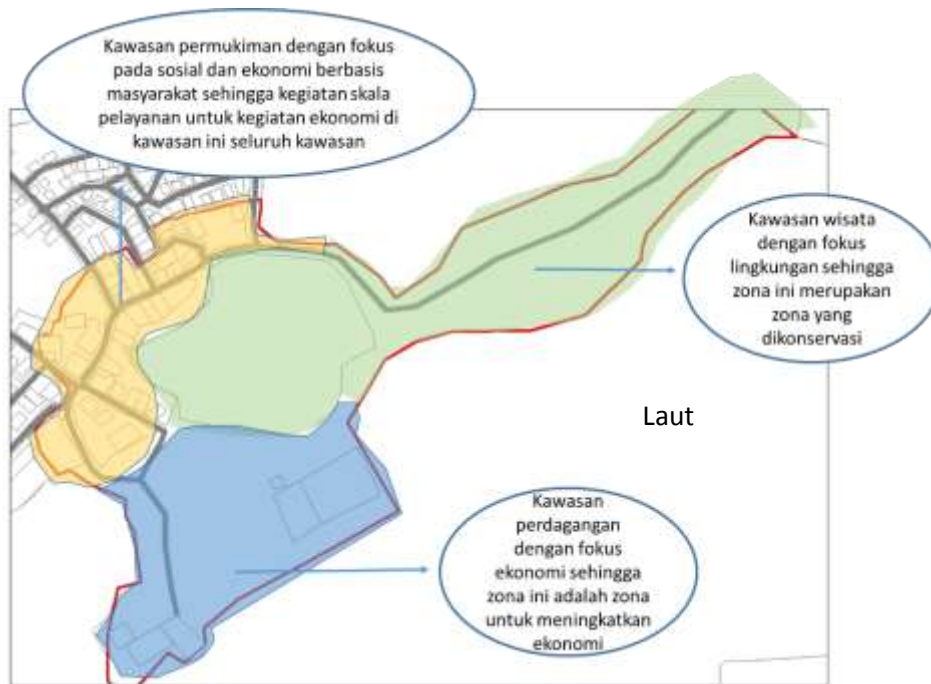 Kawasan permukiman dengan fokus
pada sosial dan ekonomi berbasis
masyarakat sehingga kegiatan skala
pelayanan untuk kegiatan ekonomi di
kawasan ini seluruh kawasan
Kawasan wisata
dengan fokus
lingkungan sehingga
zona ini merupakan
zona yang
dikonservasi
Laut
Kawasan
perdagangan
dengan fokus
ekonomi sehingga
zona ini adalah zona
untuk meningkatkan
ekonomi